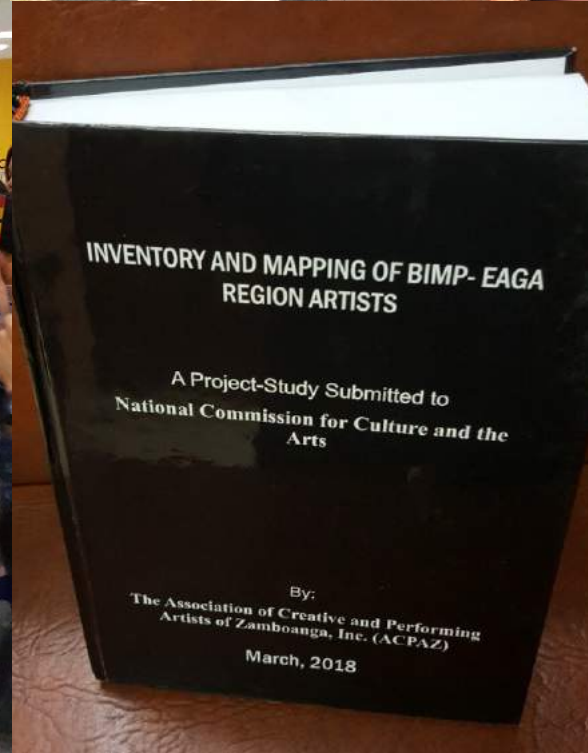 INVENTORY AND MAPPING OF BIMP- EAGA
REGION ARTISTS
A Project-Study Submitted to
National Commission for Culture and the
Arts
By:
The Association of Creative and Performing
Artists of Zamboanga, Inc. (ACPAZ)
March, 2018